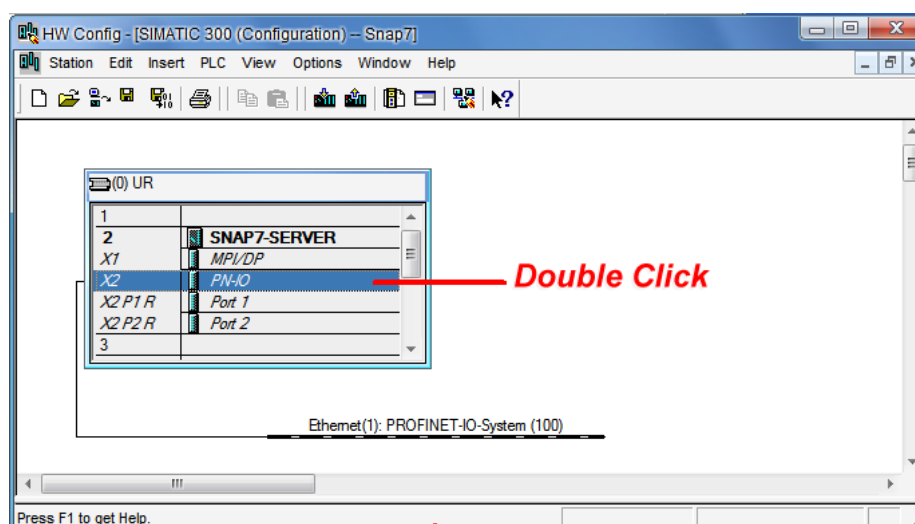 HW Config - [SIMATIC 300 (Configuration) -- Snap7]
Station Edit Insert PLC View Options Window Help
(0) UR
1
2 SNAP7-SERVER
X1 MPI/DP
X2 PN-IO
Double Click
X2 P1 R Port 1
X2 P2 R Port 2
3
Ethernet(1): PROFINET-IO-System (100)
Press F1 to get Help.